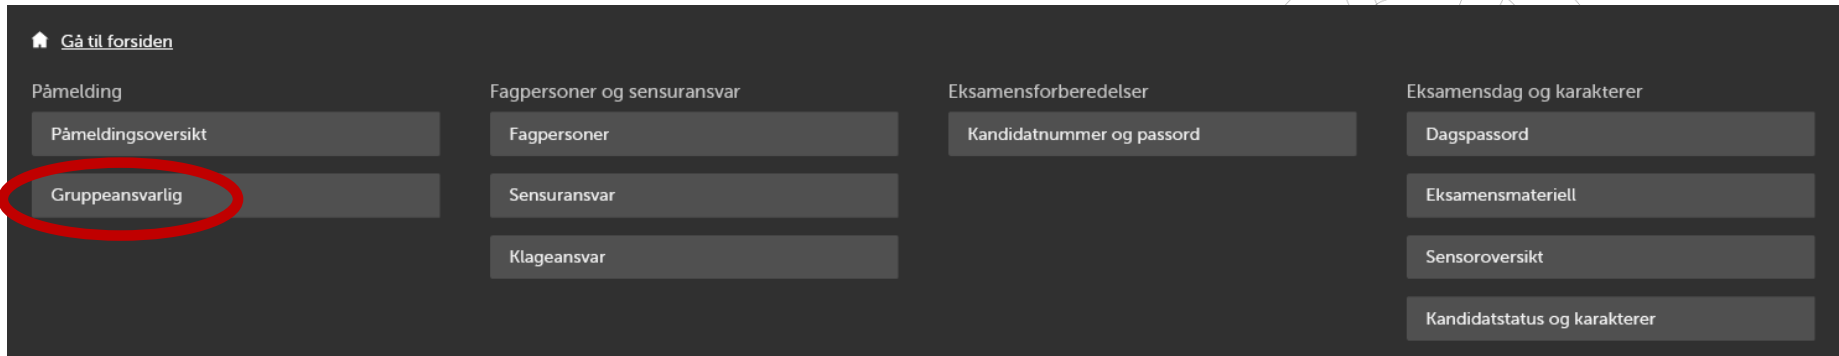 Gå til forsiden
Påmelding
Påmeldingsoversikt
Gruppeansvarlig
Fagpersoner og sensuransvar
Fagpersoner
Sensuransvar
Klageansvar
Eksamensforberedelser
Kandidatnummer og passord
Eksamensdag og karakterer
Dagspassord
Eksamensmateriell
Sensoroversikt
Kandidatstatus og karakterer